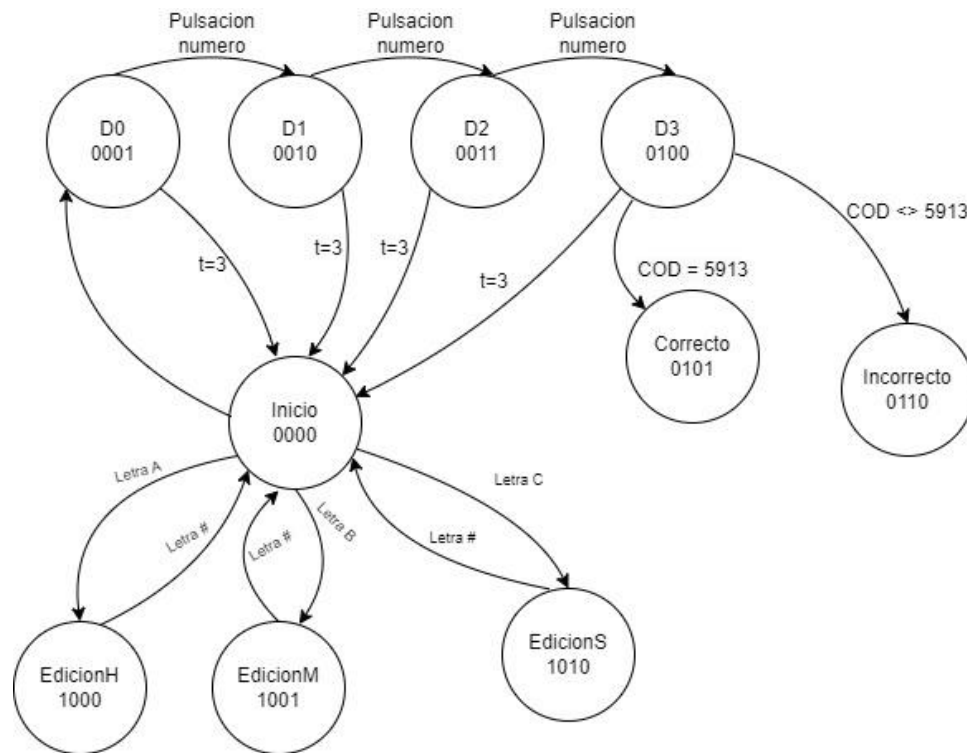 Pulsacion
numero
Pulsacion
numero
Pulsacion
numero
D0
0001
D1
0010
D2
0011
D3
0100
COD <> 5913
t=3
t=3
t=3
t=3
COD = 5913
Correcto
0101
Incorrecto
0110
Inicio
0000
Letra A
Letra #
Letra #
Letra B
Letra #
Letra C
EdicionH
1000
EdicionM
1001
EdicionS
1010